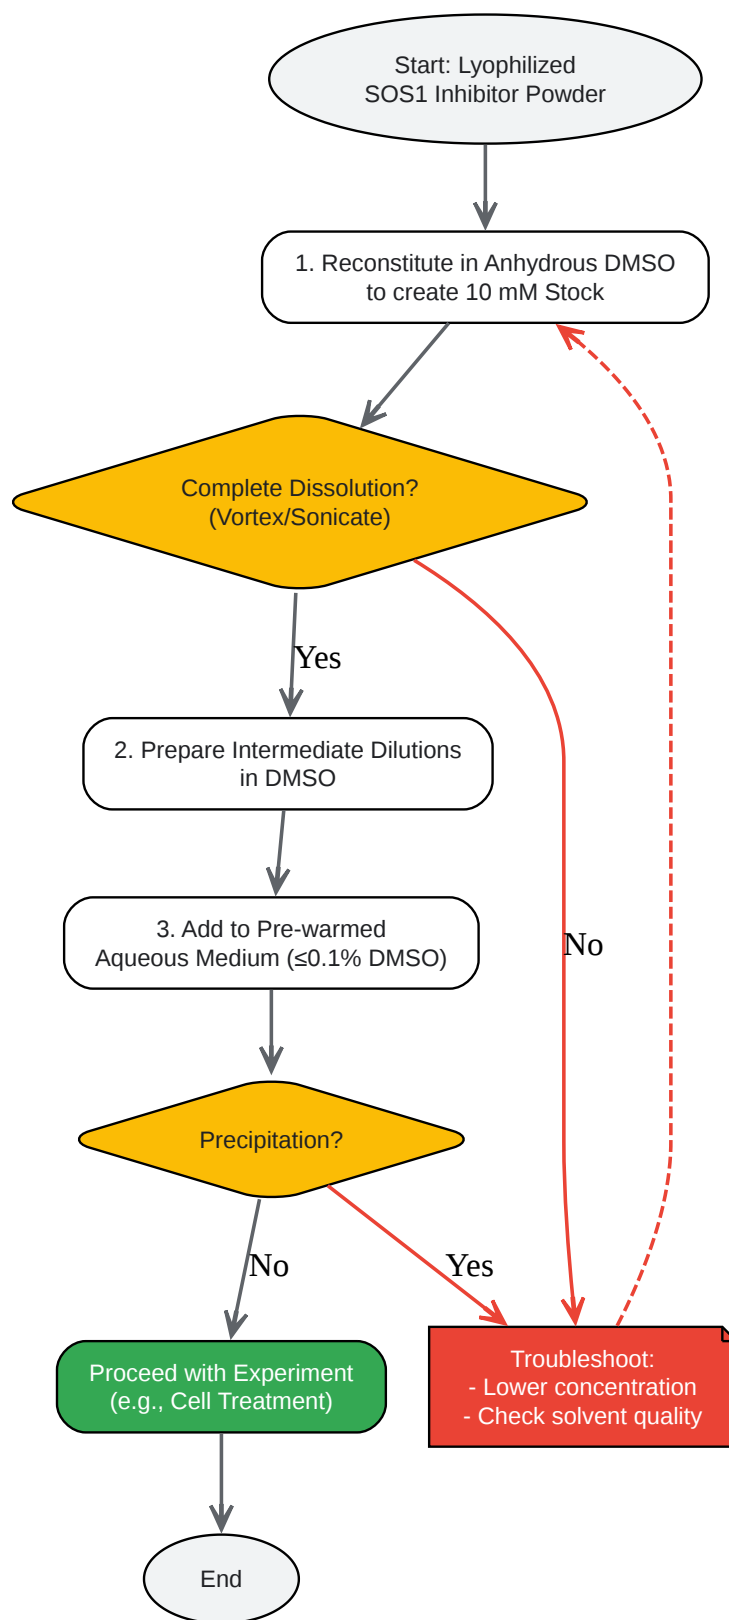 Start: Lyophilized
SOS1 Inhibitor Powder
1. Reconstitute in Anhydrous DMSO
to create 10 mM Stock
Complete Dissolution?
(Vortex/Sonicate)
Yes
2. Prepare Intermediate Dilutions
in DMSO
3. Add to Pre-warmed
Aqueous Medium (≤0.1% DMSO)
No
Precipitation?
No
Yes
Proceed with Experiment
(e.g., Cell Treatment)
Troubleshoot:
- Lower concentration
- Check solvent quality
End